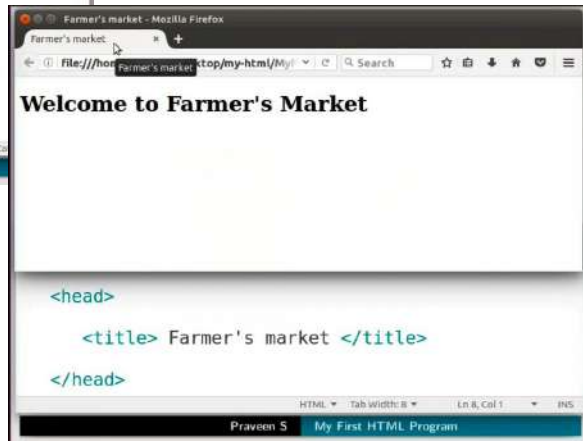 Farmer's market - Mozilla Firefox
Farmer's market × +
file:///hom ktop/my-html/My Search
Farmer's market
Welcome to Farmer's Market
<head>
<title> Farmer's market </title>
</head>
HTML Tab Width: 8 Ln 8, Col 1 INS
Praveen S My First HTML Program